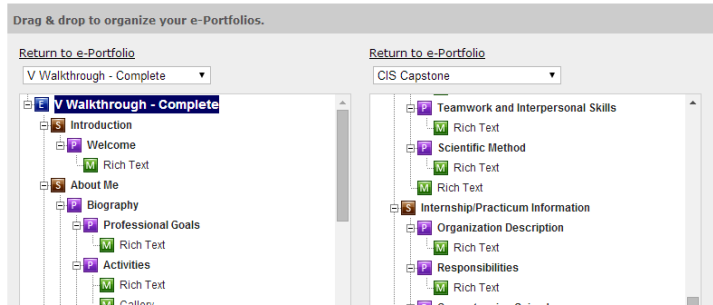 Drag & drop to organize your e-Portfolios.
Return to e-Portfolio
V Walkthrough - Complete
E V Walkthrough - Complete
S Introduction
P Welcome
M Rich Text
S About Me
P Biography
P Professional Goals
M Rich Text
P Activities
M Rich Text
M Gallery
Return to e-Portfolio
CIS Capstone
P Teamwork and Interpersonal Skills
M Rich Text
P Scientific Method
M Rich Text
M Rich Text
S Internship/Practicum Information
P Organization Description
M Rich Text
P Responsibilities
M Rich Text